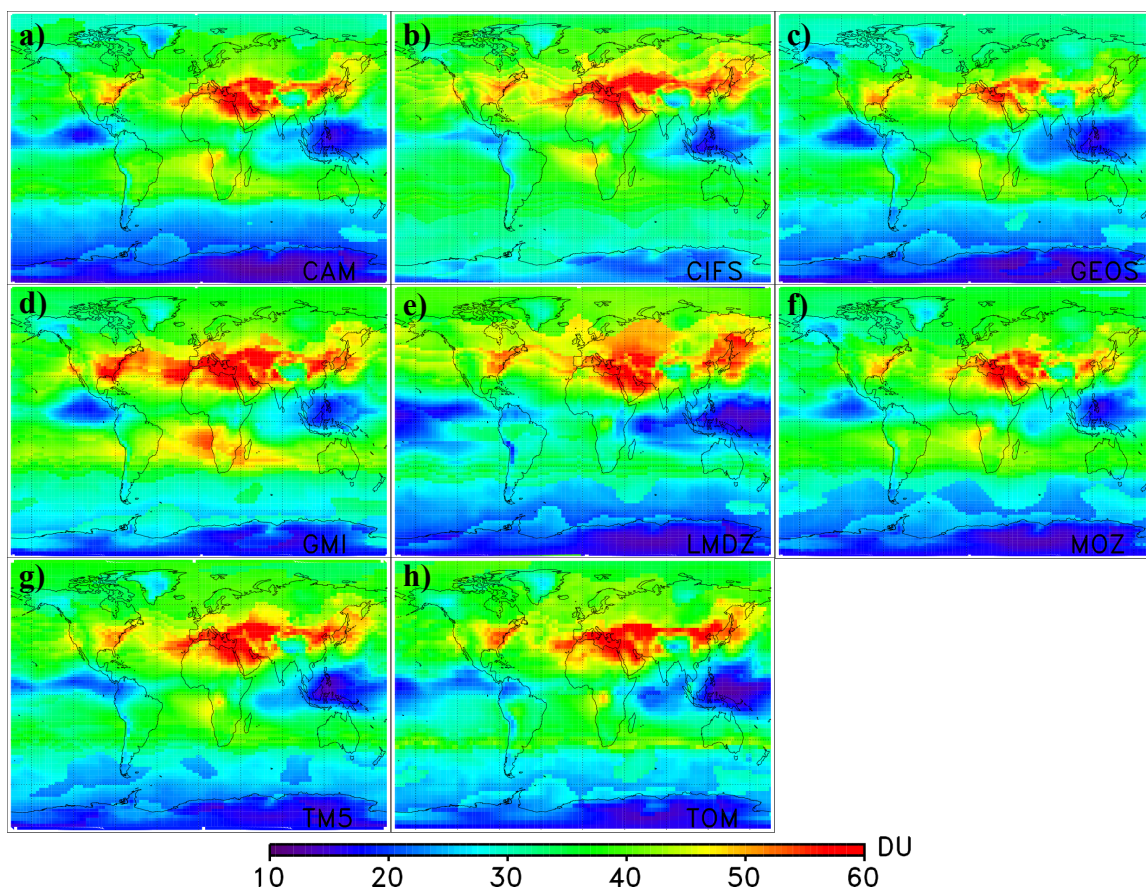 a) b) c)
CAM CIFS GEOS
d) e) f)
GMI LMDZ MOZ
g) h)
TM5 TOM
DU
10 20 30 40 50 60